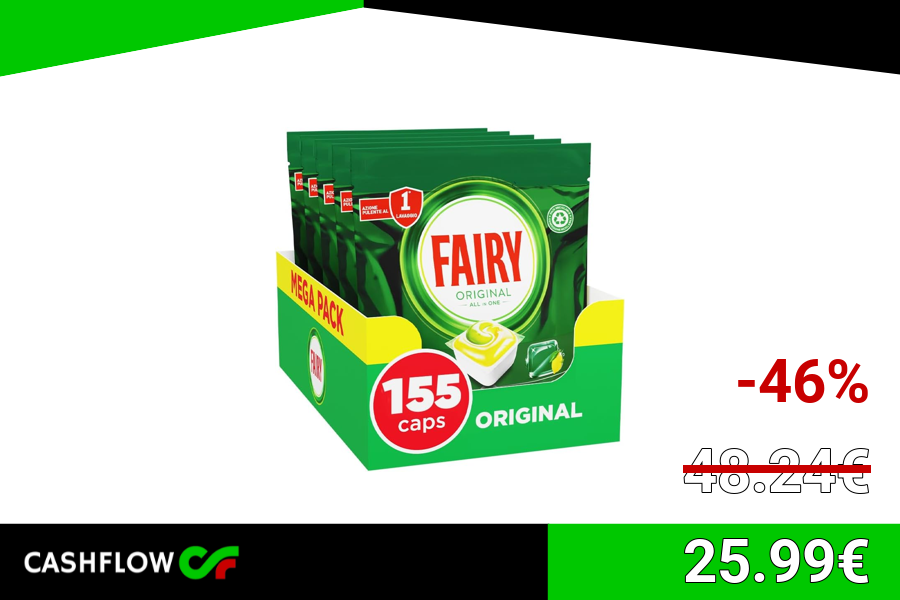 AZIONE
PULENTE AL
1°
LAVAGGIO
FAIRY
ORIGINAL
ALL IN ONE
MEGA PACK
FAIRY
155
caps
ORIGINAL
-46%
48.24€
CASHFLOW
25.99€